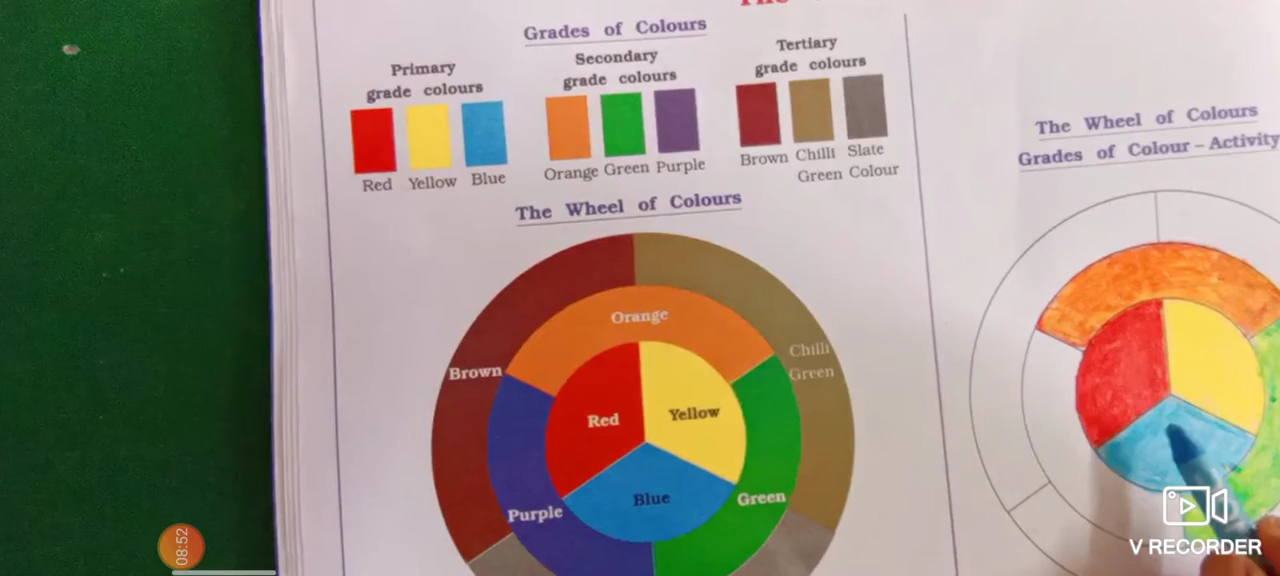 Grades of Colours
Primary
grade colours
Secondary
grade colours
Tertiary
grade colours
Red Yellow Blue
Orange Green Purple
Brown Chilli Slate
Green Colour
The Wheel of Colours
Orange
Brown
Chilli
Green
Red
Yellow
Blue
Purple
Green
The Wheel of Colours
Grades of Colour – Activity
08:52
V RECORDER